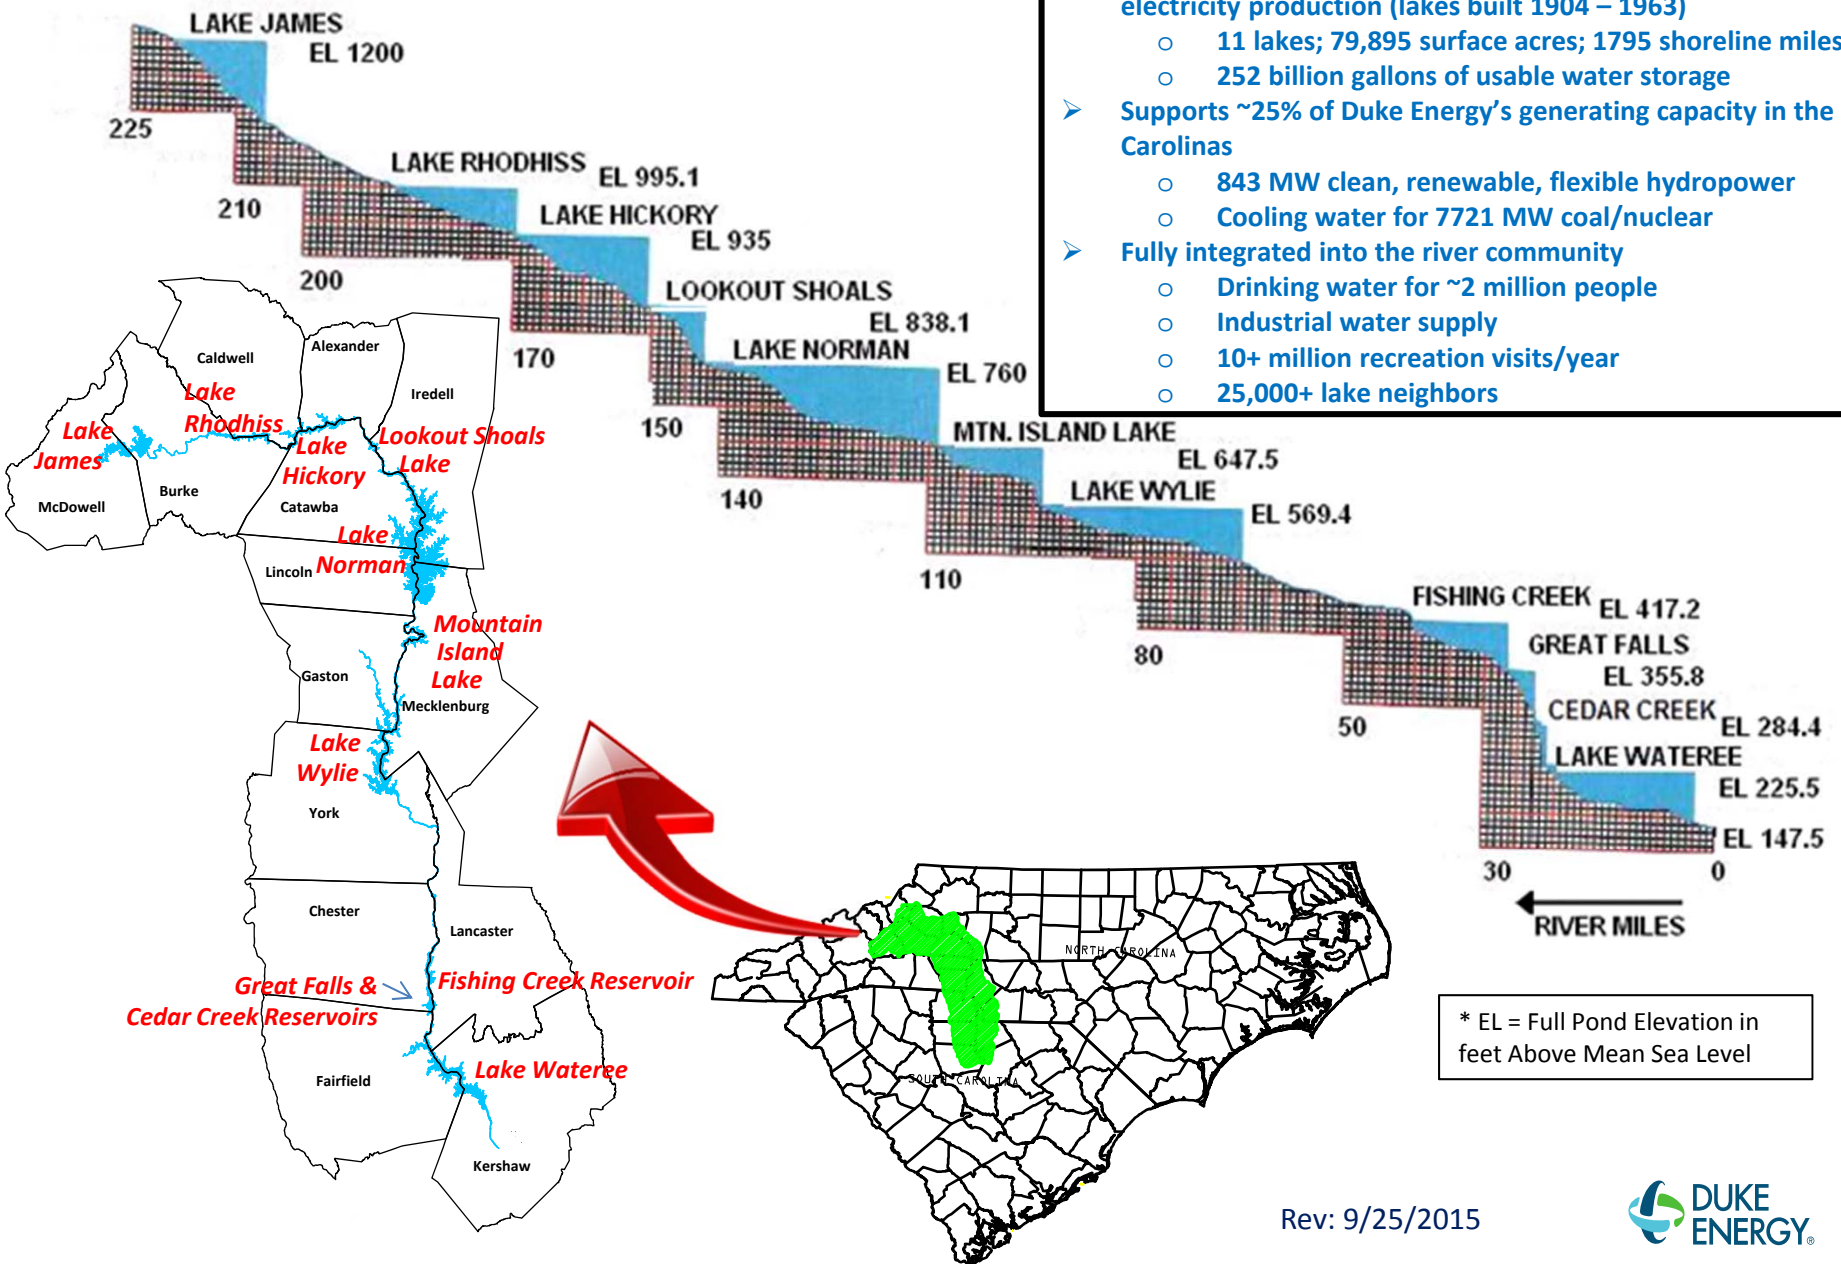 LAKE JAMES
EL 1200
225
LAKE RHODHISS
EL 995.1
210
LAKE HICKORY
EL 935
200
LOOKOUT SHOALS
EL 838.1
170
LAKE NORMAN
EL 760
150
MTN. ISLAND LAKE
EL 647.5
140
LAKE WYLIE
EL 569.4
110
FISHING CREEK
EL 417.2
80
GREAT FALLS
EL 355.8
50
CEDAR CREEK
EL 284.4
LAKE WATEREE
EL 225.5
EL 147.5
30
0
RIVER MILES
electricity production (lakes built 1904 – 1963)
o 11 lakes; 79,895 surface acres; 1795 shoreline miles
o 252 billion gallons of usable water storage
➢ Supports ~25% of Duke Energy's generating capacity in the
Carolinas
o 843 MW clean, renewable, flexible hydropower
o Cooling water for 7721 MW coal/nuclear
➢ Fully integrated into the river community
o Drinking water for ~2 million people
o Industrial water supply
o 10+ million recreation visits/year
o 25,000+ lake neighbors
Caldwell
Alexander
Iredell
Lake
Rhodhiss
Lake
James
Lake
Hickory
Lookout Shoals
Lake
McDowell
Burke
Catawba
Lake
Norman
Lincoln
Mountain
Island
Lake
Gaston
Mecklenburg
Lake
Wylie
York
Chester
Lancaster
Great Falls &
Cedar Creek Reservoirs
Fishing Creek Reservoir
Lake Wateree
Fairfield
Kershaw
NORTH CAROLINA
SOUTH CAROLINA
* EL = Full Pond Elevation in
feet Above Mean Sea Level
Rev: 9/25/2015
DUKE
ENERGY®